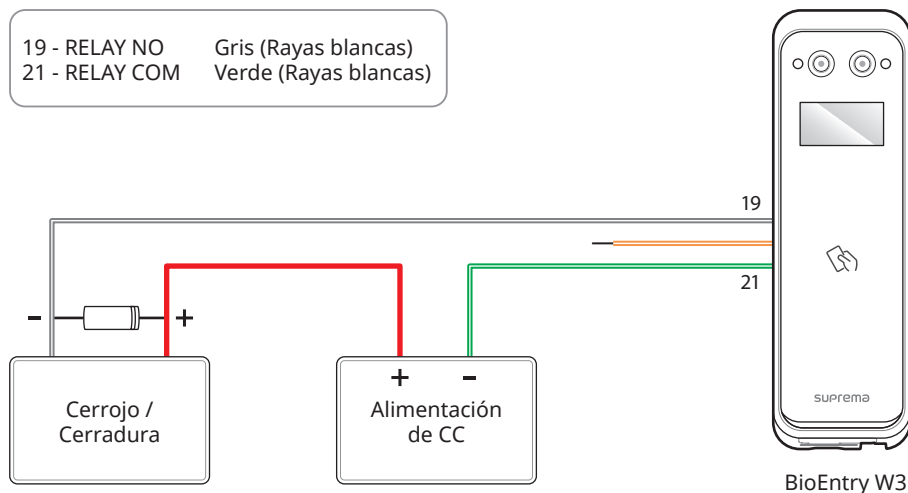 19 - RELAY NO Gris (Rayas blancas)
21 - RELAY COM Verde (Rayas blancas)
19
21
- +
+ -
Cerrojo /
Cerradura
Alimentación
de CC
suprema
BioEntry W3